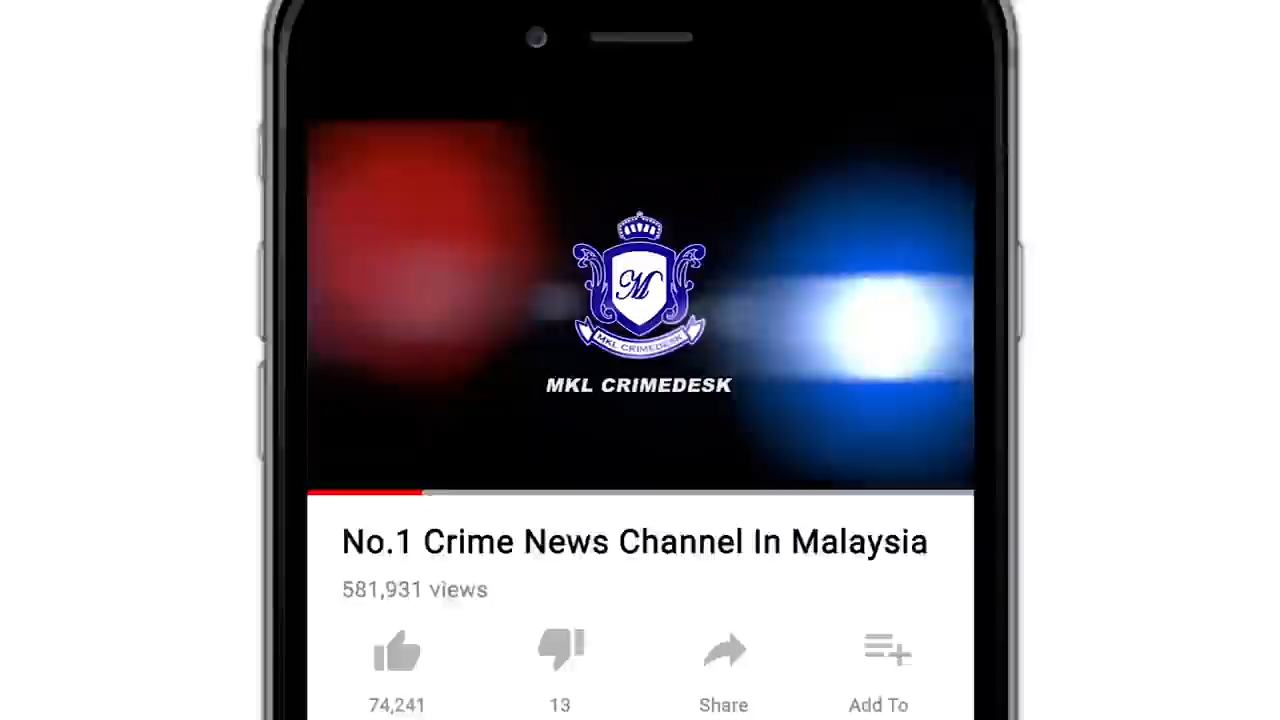 M
MKL CRIMEDESK
MKL CRIMEDESK
No.1 Crime News Channel In Malaysia
581,931 views
74,241
13
Share
Add To